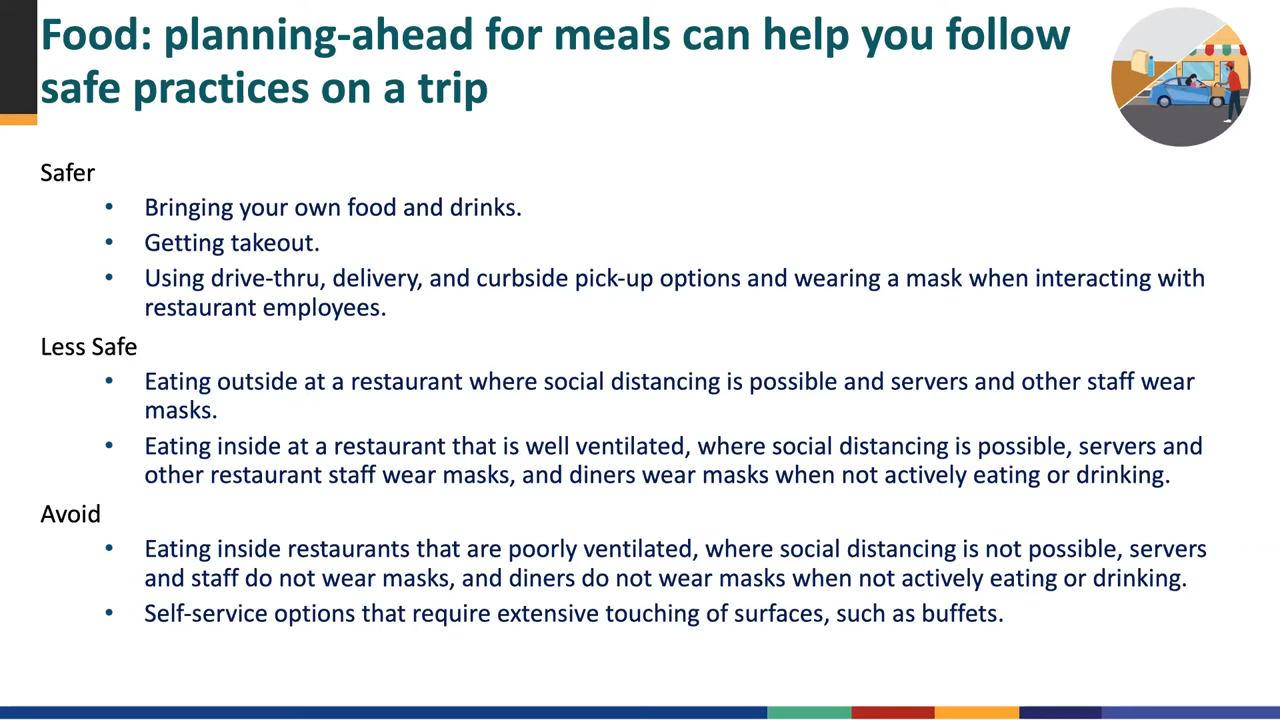 Food: planning-ahead for meals can help you follow
safe practices on a trip
Safer
• Bringing your own food and drinks.
• Getting takeout.
• Using drive-thru, delivery, and curbside pick-up options and wearing a mask when interacting with
restaurant employees.
Less Safe
• Eating outside at a restaurant where social distancing is possible and servers and other staff wear
masks.
• Eating inside at a restaurant that is well ventilated, where social distancing is possible, servers and
other restaurant staff wear masks, and diners wear masks when not actively eating or drinking.
Avoid
• Eating inside restaurants that are poorly ventilated, where social distancing is not possible, servers
and staff do not wear masks, and diners do not wear masks when not actively eating or drinking.
• Self-service options that require extensive touching of surfaces, such as buffets.